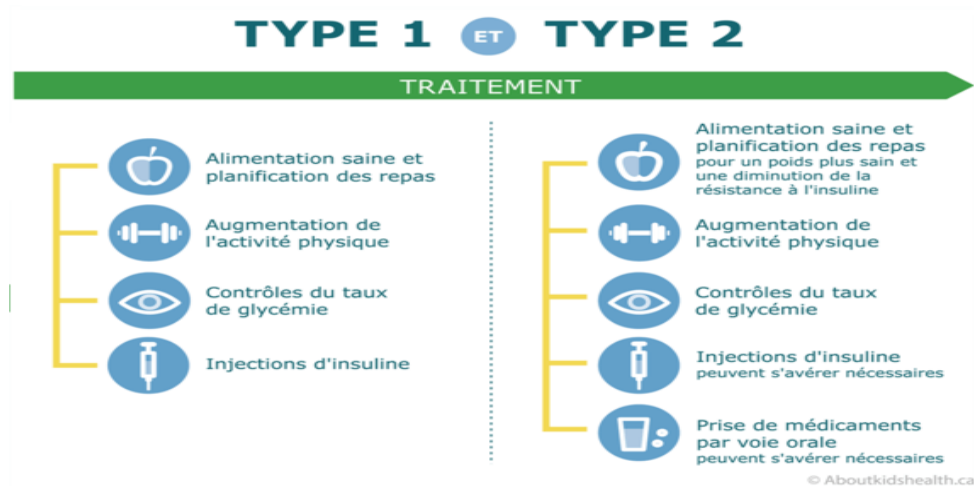 TYPE 1 ET TYPE 2
TRAITEMENT
Alimentation saine et
planification des repas
Augmentation de
l'activité physique
Contrôles du taux
de glycémie
Injections d'insuline
Alimentation saine et
planification des repas
pour un poids plus sain et
une diminution de la
résistance à l'insuline
Augmentation de
l'activité physique
Contrôles du taux
de glycémie
Injections d'insuline
peuvent s'avérer nécessaires
Prise de médicaments
par voie orale
peuvent s'avérer nécessaires
© Aboutkidshealth.ca